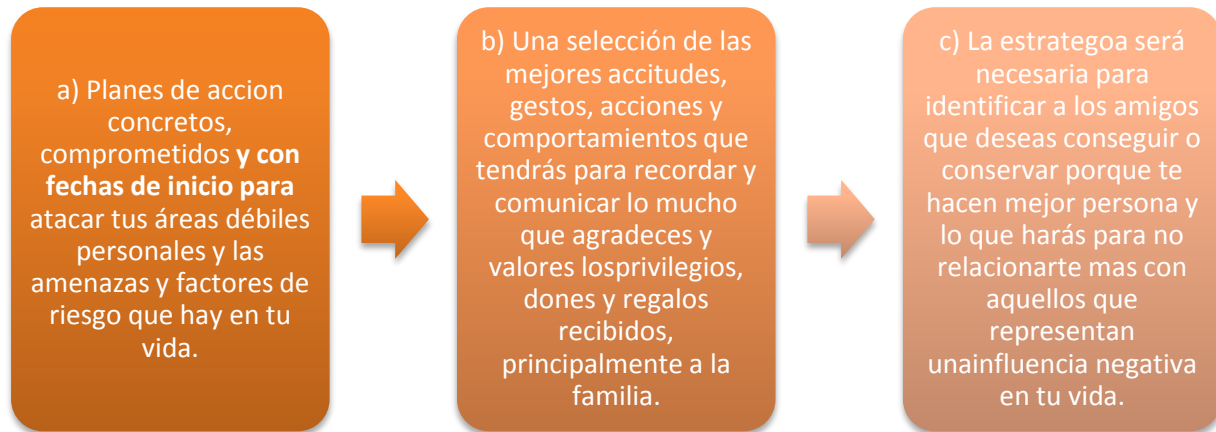 a) Planes de accion
concretos,
comprometidos y con
fechas de inicio para
atacar tus áreas débiles
personales y las
amenazas y factores de
riesgo que hay en tu
vida.
b) Una selección de las
mejores accitudes,
gestos, acciones y
comportamientos que
tendrás para recordar y
comunicar lo mucho
que agradeces y
valores losprivilegios,
dones y regalos
recibidos,
principalmente a la
familia.
c) La estrategoa será
necesaria para
identificar a los amigos
que deseas conseguir o
conservar porque te
hacen mejor persona y
lo que harás para no
relacionarte mas con
aquellos que
representan
unainfluencia negativa
en tu vida.